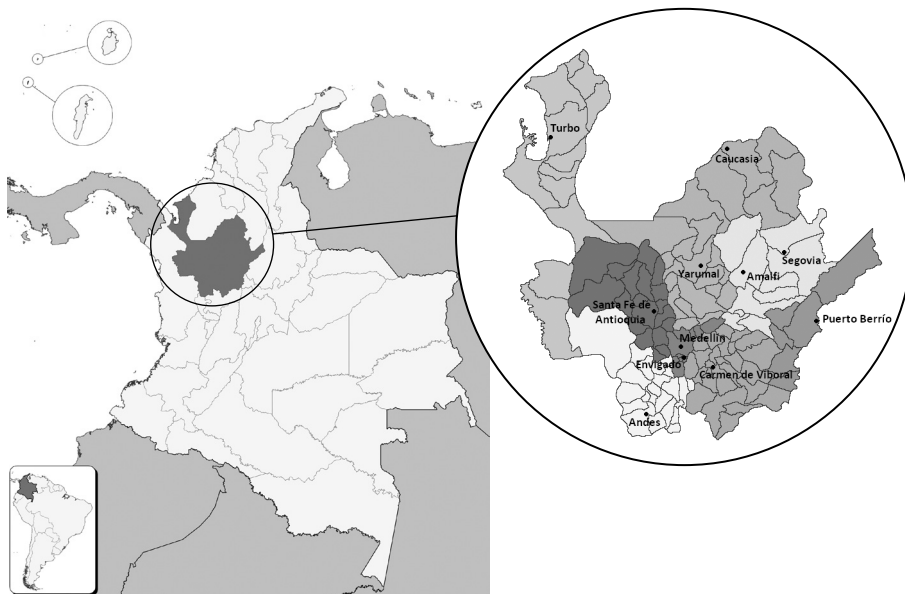 Turbo
Caucasia
Segovia
Yarumal
Amalfi
Santa Fe de
Antioquia
Puerto Berrío
Medellín
Envigado
Carmen de Viboral
Andes